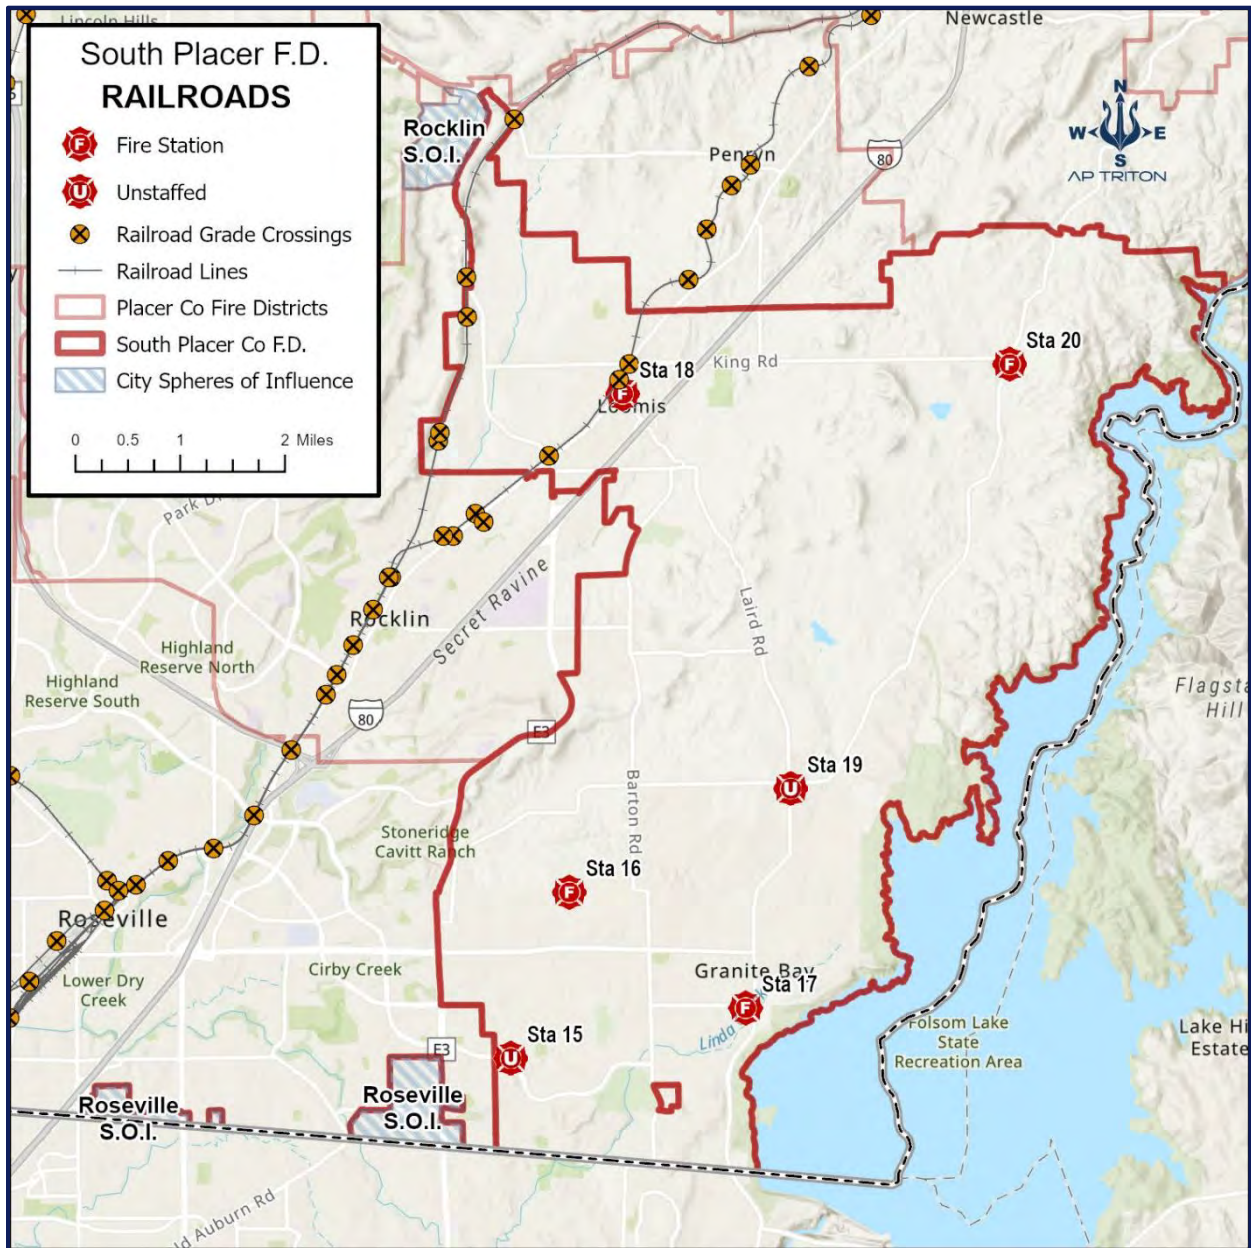 Lincoln Hills
Newcastle
South Placer F.D.
RAILROADS
F
Fire Station
U
Unstaffed
Railroad Grade Crossings
Railroad Lines
Placer Co Fire Districts
South Placer Co F.D.
City Spheres of Influence
0 0.5 1 2 Miles
Rocklin
S.O.I.
Penryn
80
N
W E
S
AP TRITON
Sta 18
F
Loomis
King Rd
Sta 20
F
Park D
Secret Ravine
Rocklin
Laird Rd
Highland
Reserve North
Highland
Reserve South
80
E3
Flagsta
Hill
Sta 19
U
Barton Rd
Stoneridge
Cavitt Ranch
Sta 16
F
Roseville
Lower Dry
Creek
Cirby Creek
Granite Bay
Sta 17
F
Linda
Sta 15
U
E3
Folsom Lake
State
Recreation Area
Lake Hi
Estate
Roseville
S.O.I.
Roseville
S.O.I.
ld Auburn Rd